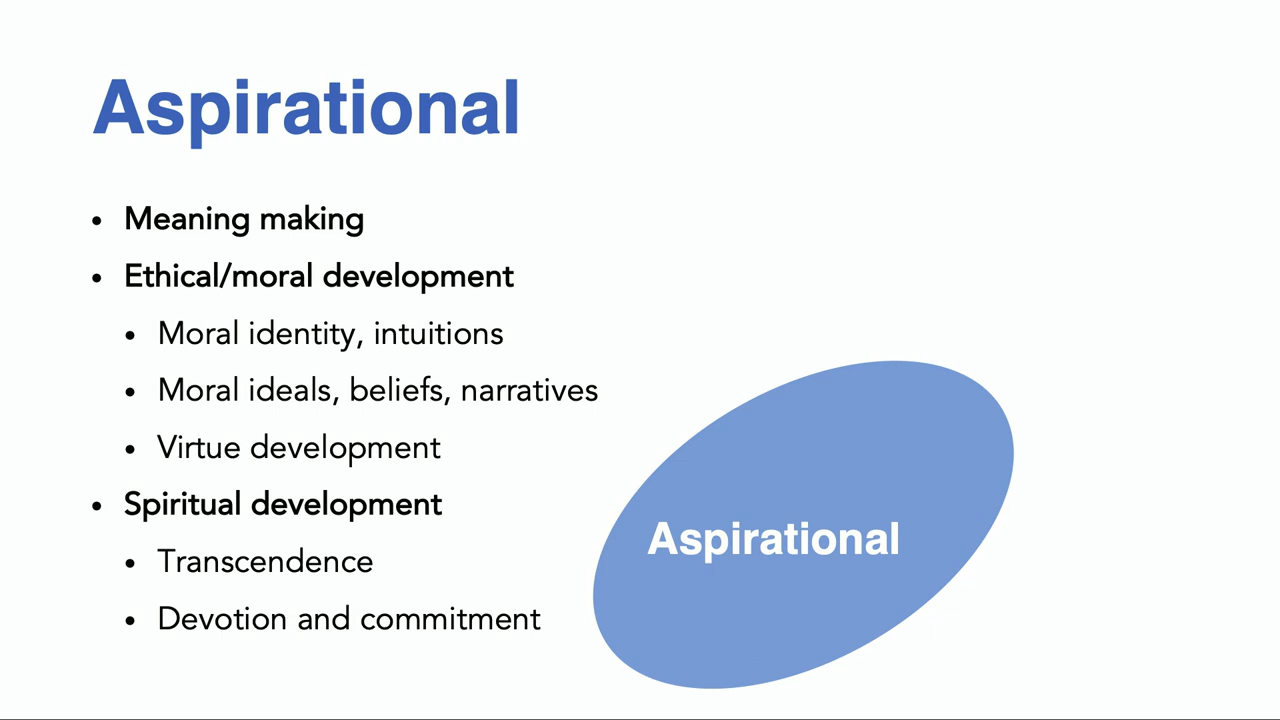 Aspirational
• Meaning making
• Ethical/moral development
• Moral identity, intuitions
• Moral ideals, beliefs, narratives
• Virtue development
• Spiritual development
• Transcendence
• Devotion and commitment
Aspirational